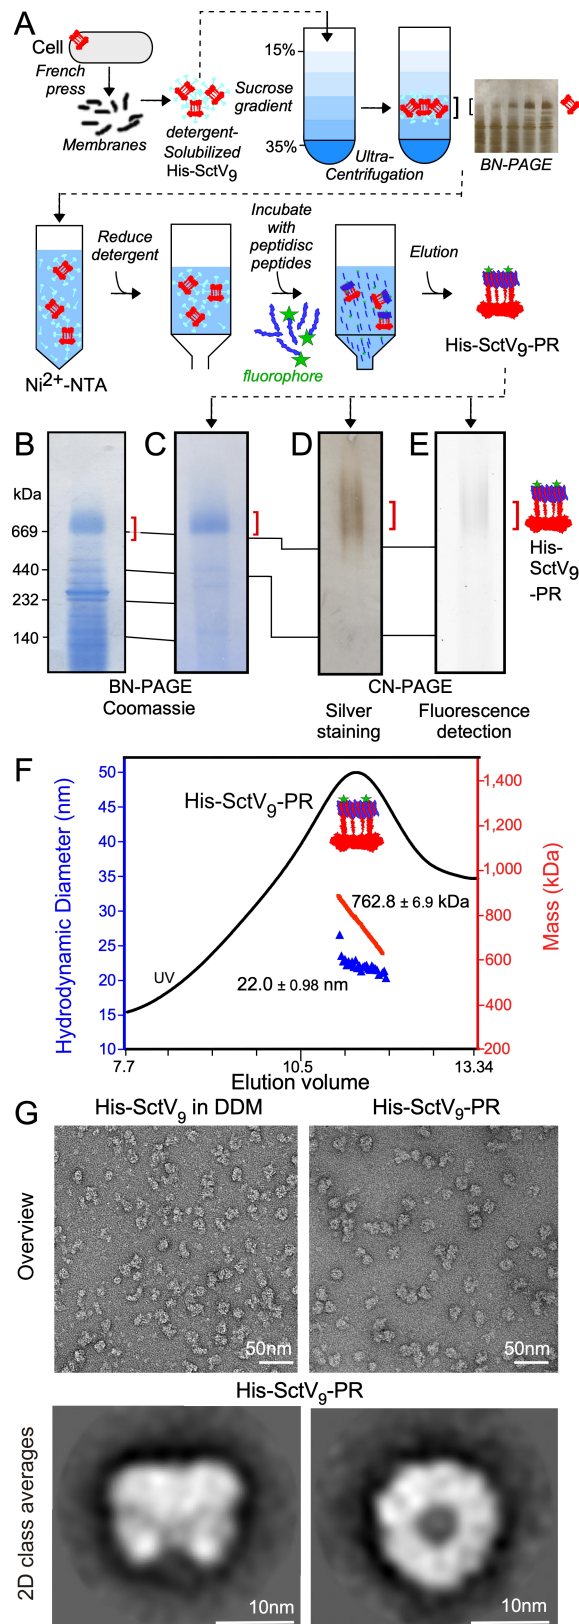 A
Cell
French
press
Membranes
detergent-
Solubilized
His-SctV9
15%
Sucrose
gradient
35%
Ultra-
Centrifugation
BN-PAGE
Reduce
detergent
Incubate
with
peptidisc
peptides
Elution
fluorophore
Ni2+-NTA
His-SctV9-PR
B
C
D
E
kDa
669
440
232
140
His-
SctV9
-PR
BN-PAGE
Coomassie
CN-PAGE
Silver
staining
Fluorescence
detection
F
Hydrodynamic Diameter (nm)
50
45
40
35
30
25
20
15
10
His-SctV9-PR
762.8 ± 6.9 kDa
UV
22.0 ± 0.98 nm
1,400
1,200
1,000
800
600
400
200
Mass (kDa)
7.7
10.5
13.34
Elution volume
G
His-SctV9 in DDM
His-SctV9-PR
Overview
50nm
50nm
His-SctV9-PR
2D class averages
10nm
10nm